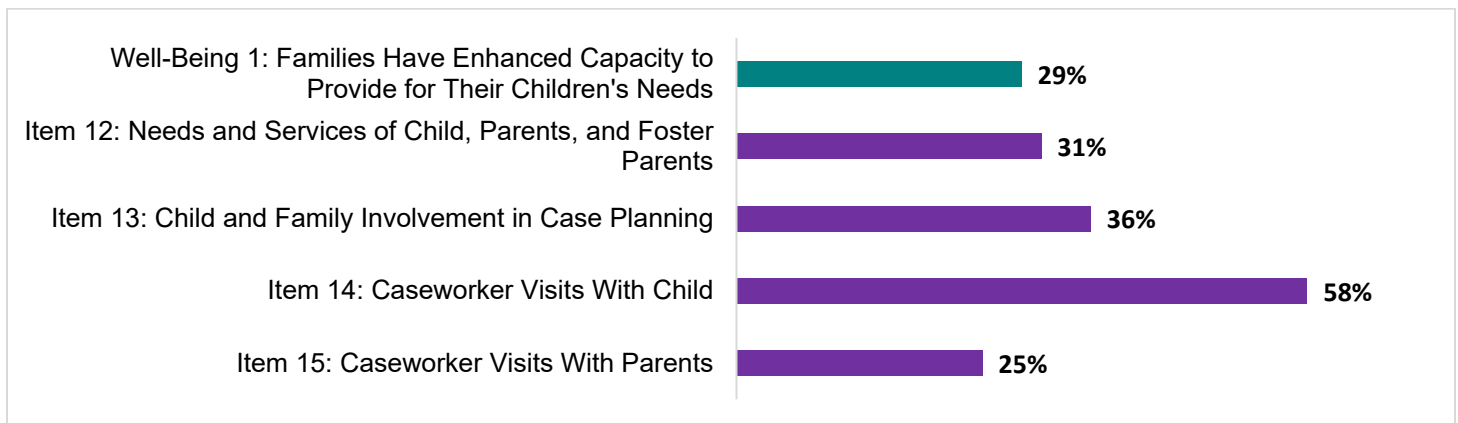 Well-Being 1: Families Have Enhanced Capacity to
Provide for Their Children's Needs
29%
Item 12: Needs and Services of Child, Parents, and Foster
Parents
31%
Item 13: Child and Family Involvement in Case Planning
36%
Item 14: Caseworker Visits With Child
58%
Item 15: Caseworker Visits With Parents
25%